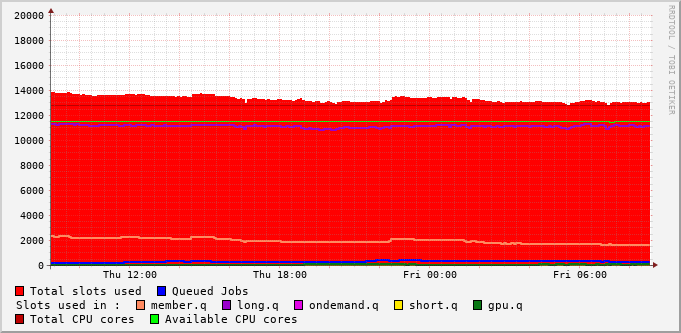 20000
18000
16000
14000
12000
10000
8000
6000
4000
2000
0
Thu 12:00 Thu 18:00 Fri 00:00 Fri 06:00
RRDTOOL / TOBI OETIKER
Total slots used Queued Jobs
Slots used in : member.q long.q ondemand.q short.q gpu.q
Total CPU cores Available CPU cores